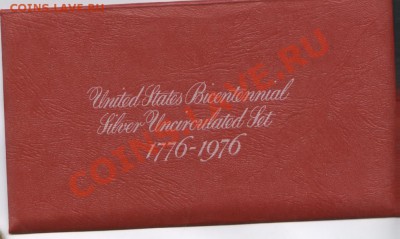 COINS.LAVE.RU
United States Bicentennial
Silver Uncirculated Set
1776-1976
COINS.LAVE.RU